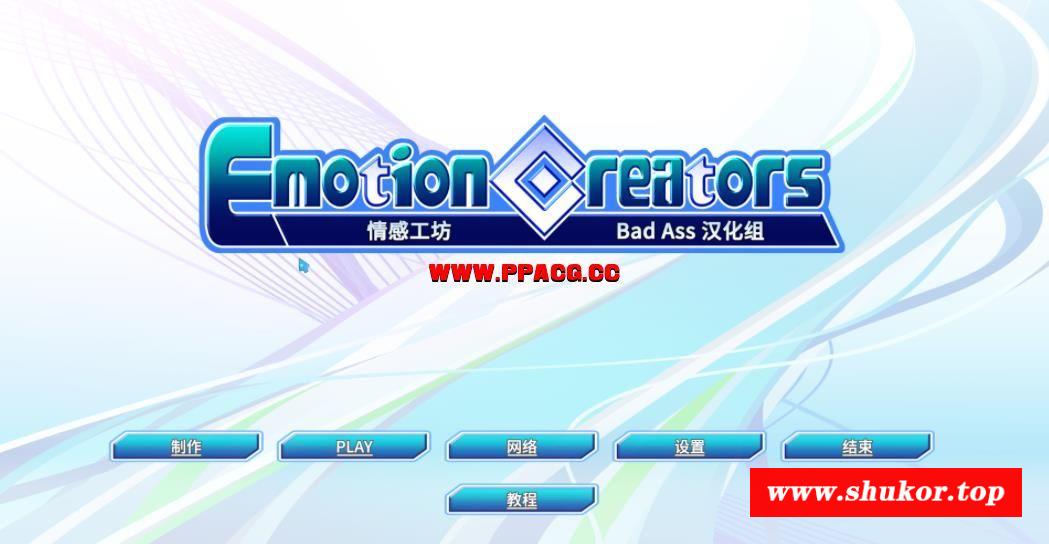 Emotion Creators
情感工坊
Bad Ass 汉化组
WWW.PPACG.CC
制作
PLAY
网络
设置
结束
教程
www.shukor.top